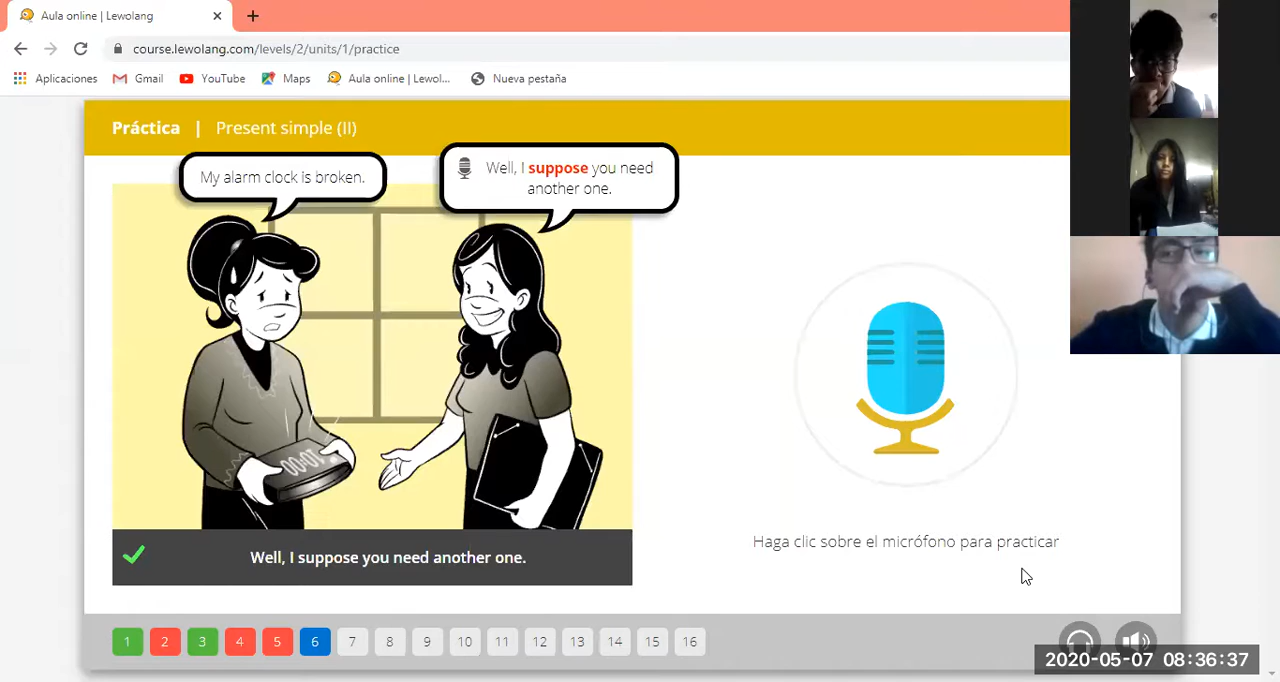 Aula online | Lewolang
course.lewolang.com/levels/2/units/1/practice
Aplicaciones Gmail YouTube Maps Aula online | Lewol... Nueva pestaña
Práctica | Present simple (II)
My alarm clock is broken.
Well, I suppose you need
another one.
10:00
Well, I suppose you need another one.
Haga clic sobre el micrófono para practicar
1 2 3 4 5 6 7 8 9 10 11 12 13 14 15 16
2020-05-07 08:36:37